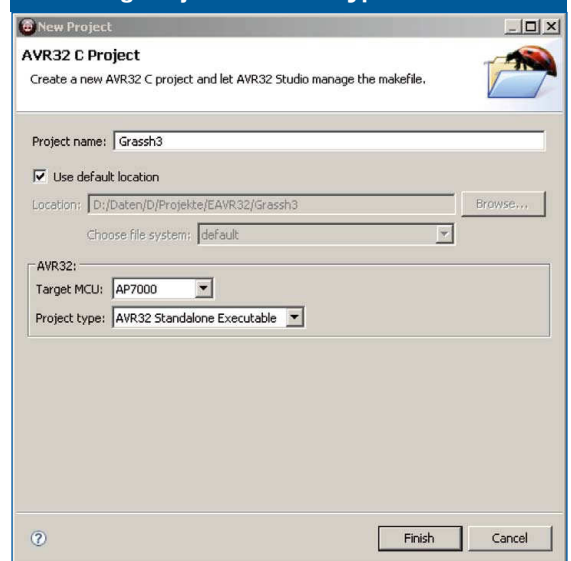 New Project
AVR32 C Project
Create a new AVR32 C project and let AVR32 Studio manage the makefile.
Project name: Grassh3
Use default location
Location: D:/Daten/D/Projekte/EAVR32/Grassh3 Browse...
Choose file system: default
AVR32:
Target MCU: AP7000
Project type: AVR32 Standalone Executable
Finish Cancel